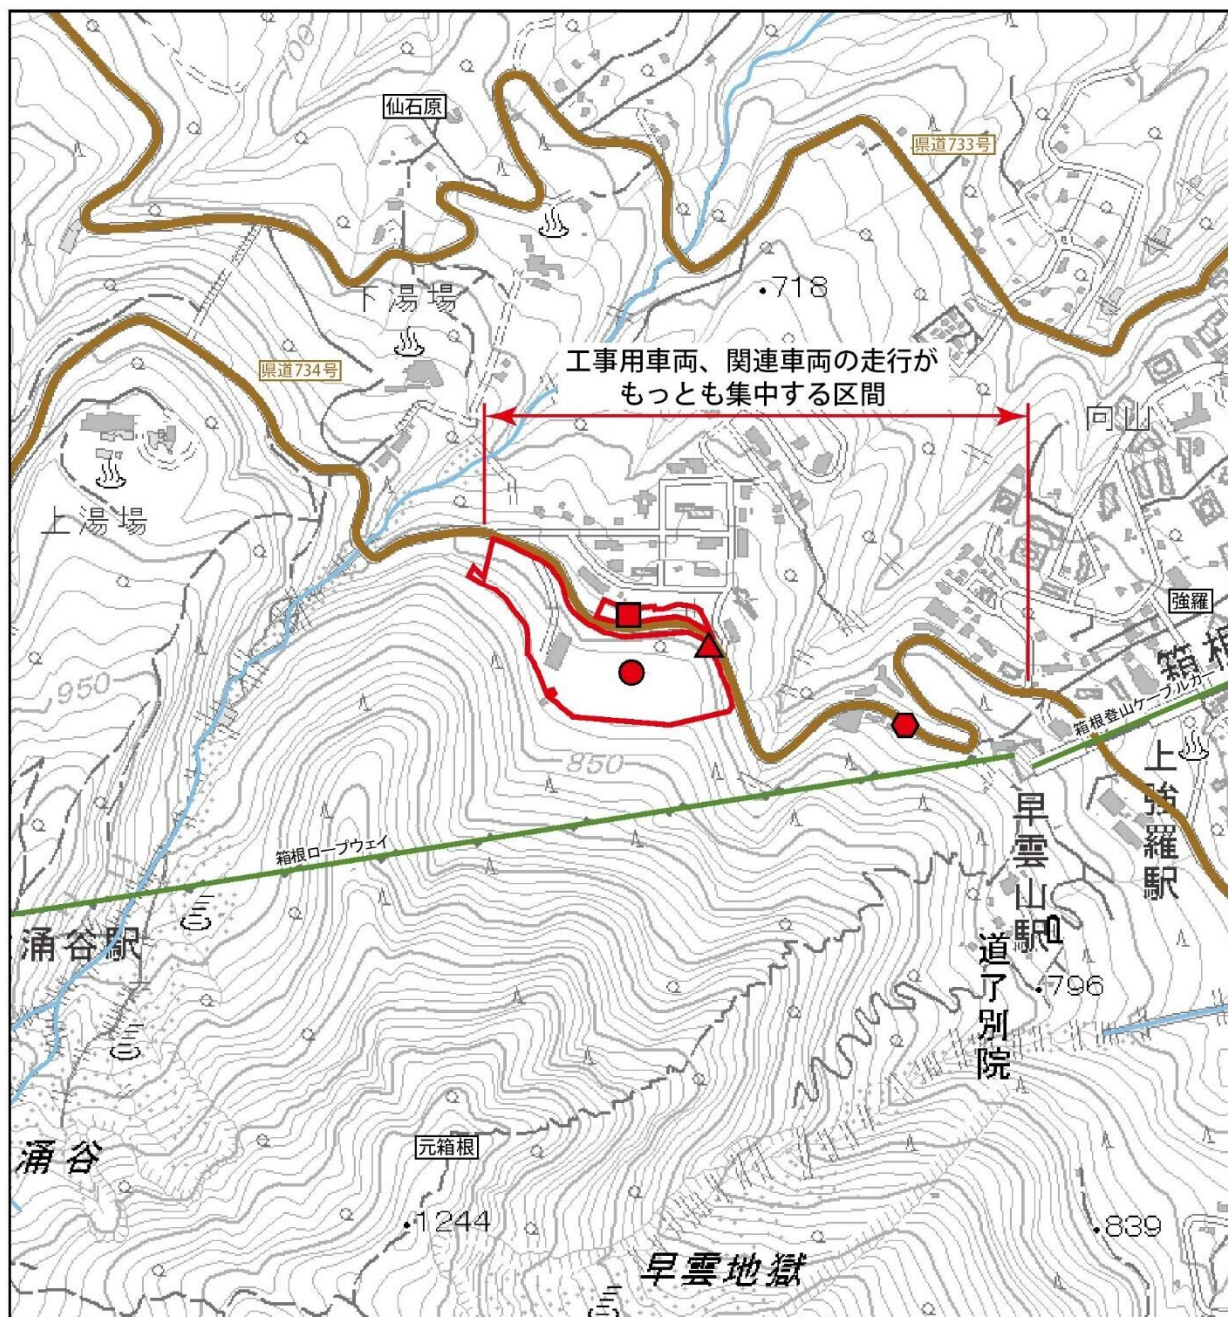 仙石原
県道733号
下湯場
718
県道734号
工事用車両、関連車両の走行が
もっとも集中する区間
向山
上湯場
強羅
950
箱根
箱根登山ケーブルカー
850
上強羅駅
早雲山駅
箱根ロープウェイ
涌谷駅
道了別院
796
元箱根
涌谷
1244
839
早雲地獄